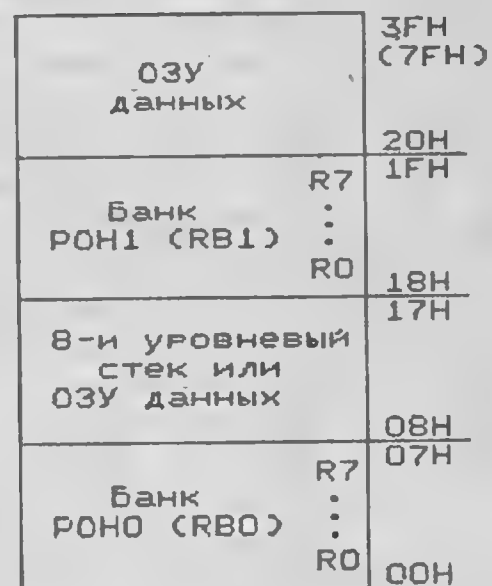 3FH
(7FH)
ОЗУ
данных
20H
1FH
R7
Банк
РОН1 (RB1)
R0
18H
17H
8-и уровневый
стек или
ОЗУ данных
08H
07H
R7
Банк
РОН0 (RB0)
R0
00H